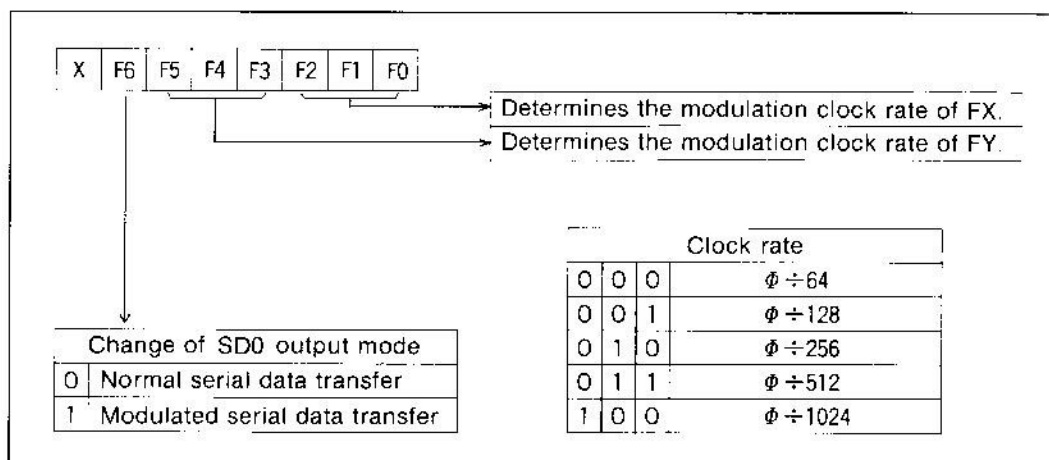 X F6 F5 F4 F3 F2 F1 F0
Determines the modulation clock rate of FX.
Determines the modulation clock rate of FY.
Clock rate
0 0 0 Φ÷64
0 0 1 Φ÷128
0 1 0 Φ÷256
0 1 1 Φ÷512
1 0 0 Φ÷1024
Change of SD0 output mode
0 Normal serial data transfer
1 Modulated serial data transfer